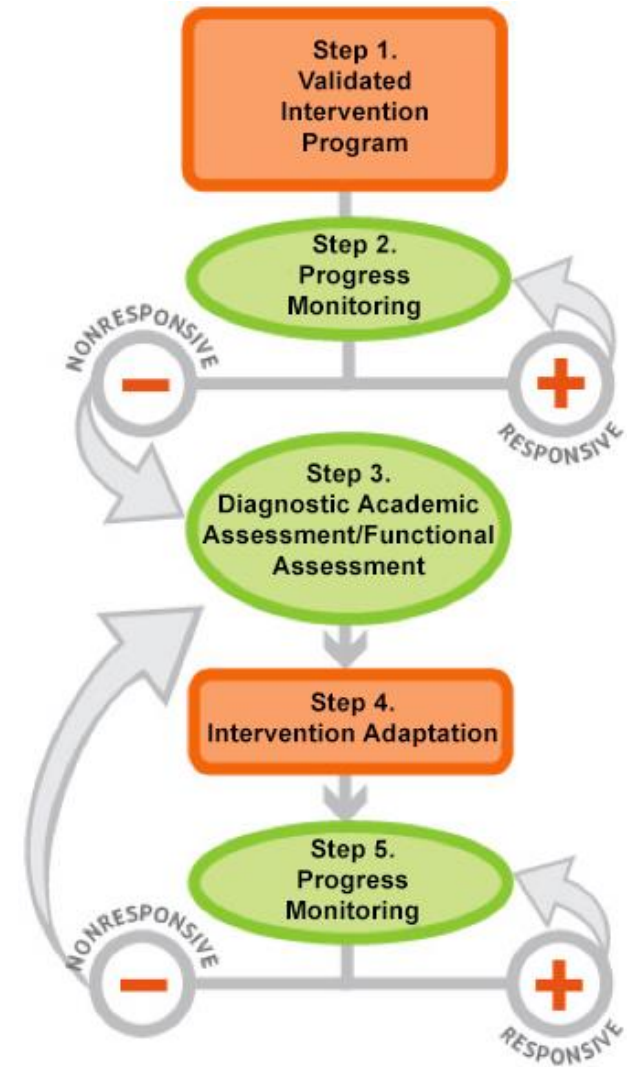 Step 1.
Validated
Intervention
Program
Step 2.
Progress
Monitoring
NONRESPONSIVE
RESPONSIVE
Step 3.
Diagnostic Academic
Assessment/Functional
Assessment
Step 4.
Intervention Adaptation
Step 5.
Progress
Monitoring
NONRESPONSIVE
RESPONSIVE